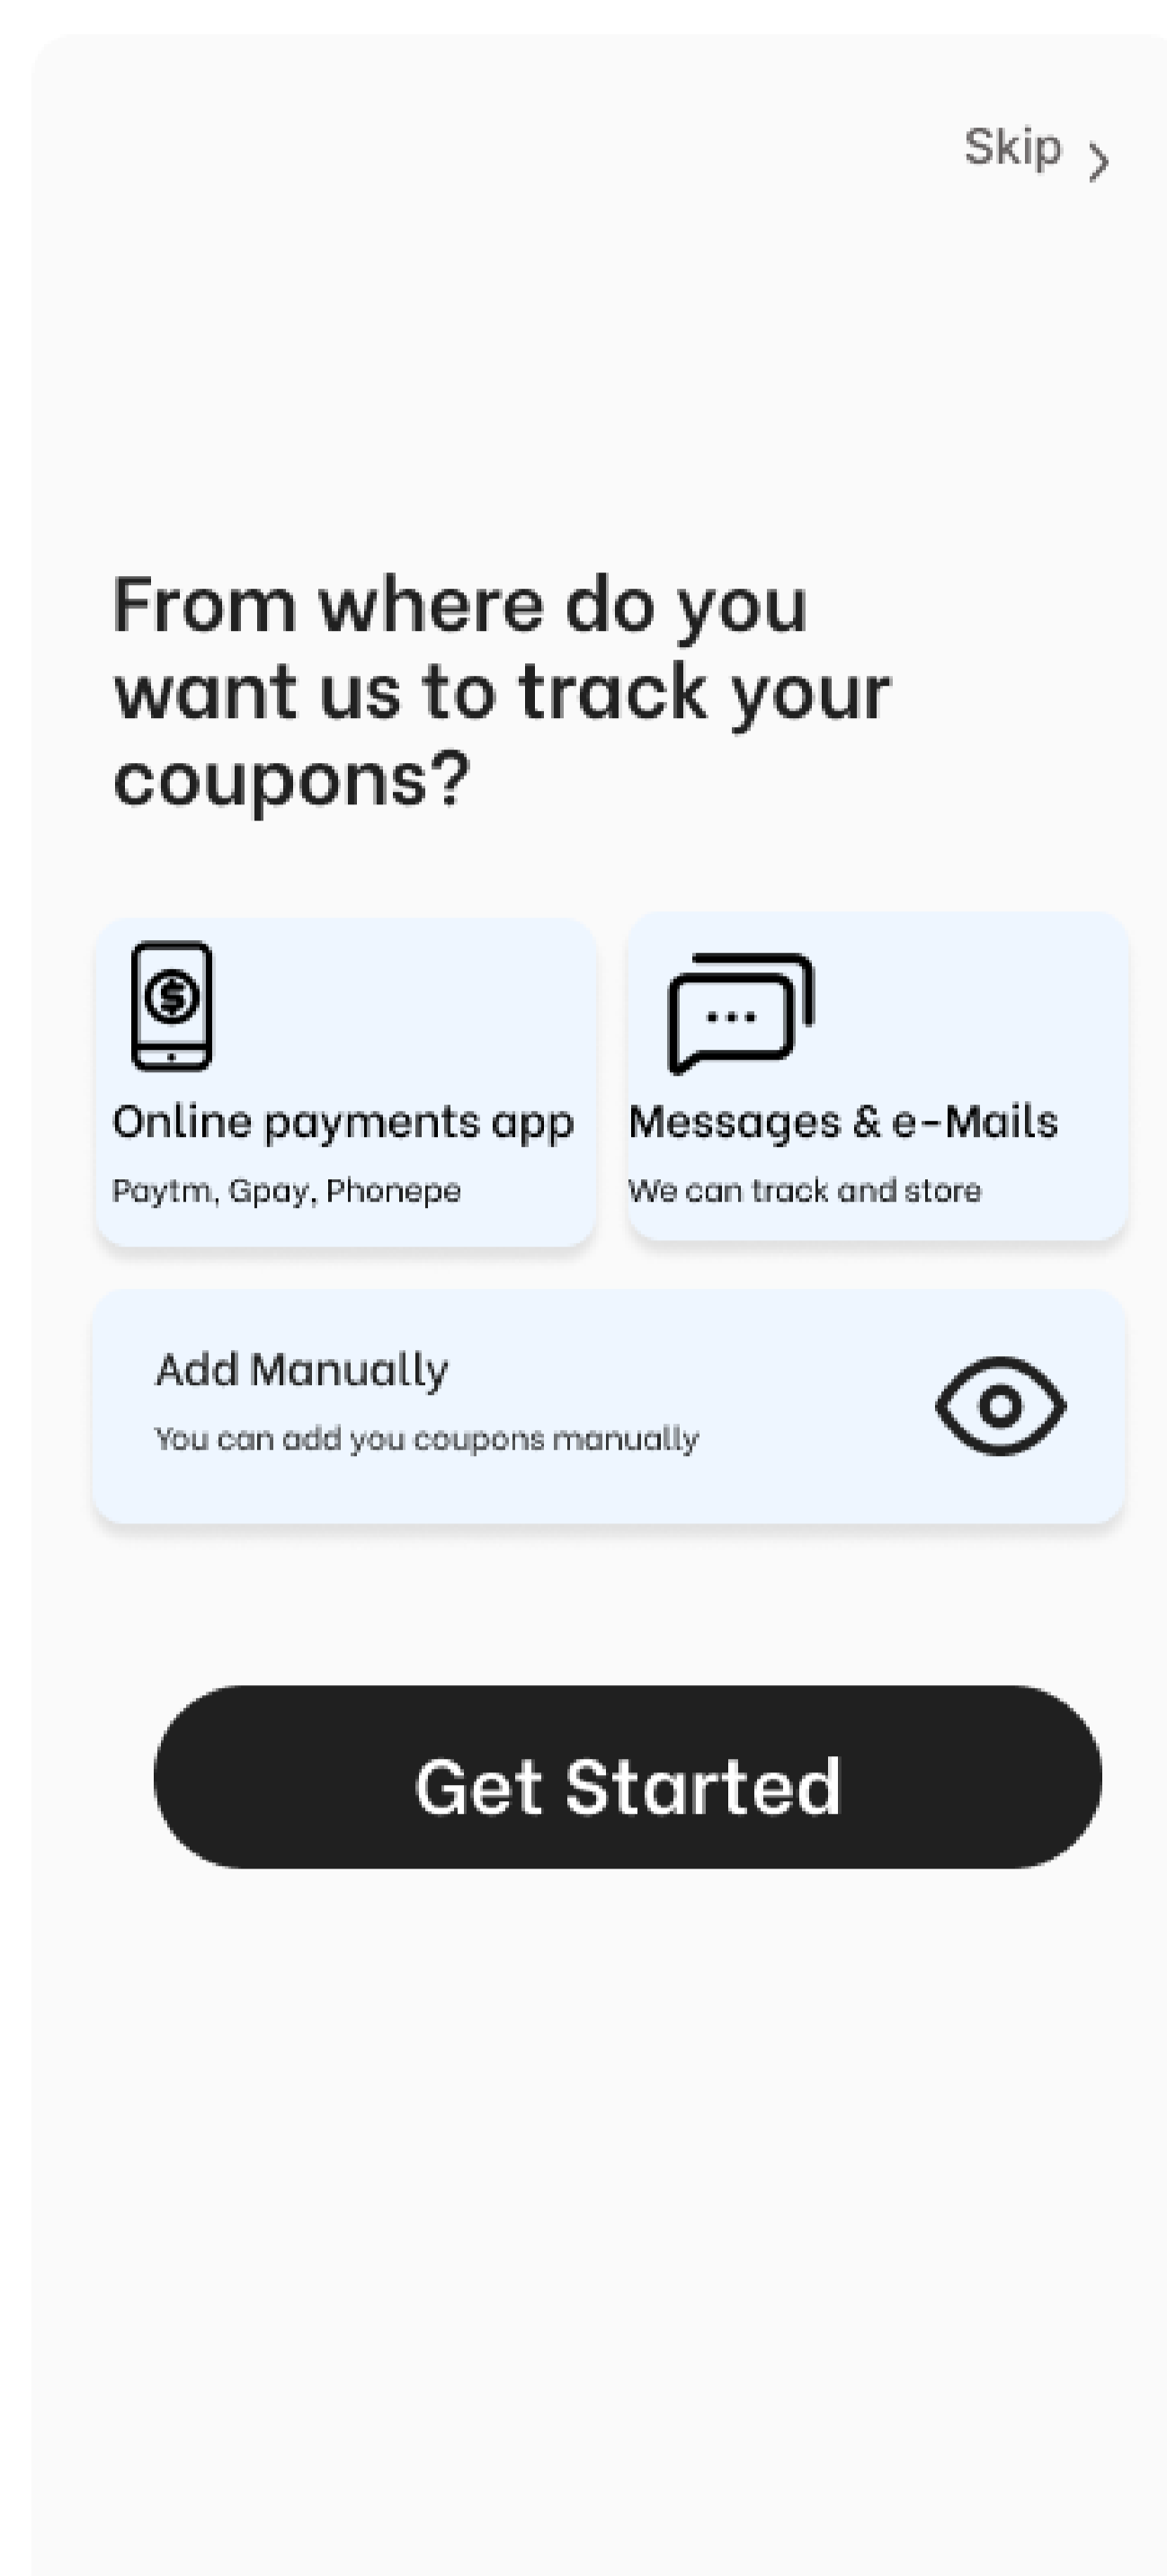 Skip
From where do you
want us to track your
coupons?
Online payments app
Paytm, Gpay, Phonepe
Messages & e-Mails
We can track and store
Add Manually
You can add you coupons manually
Get Started